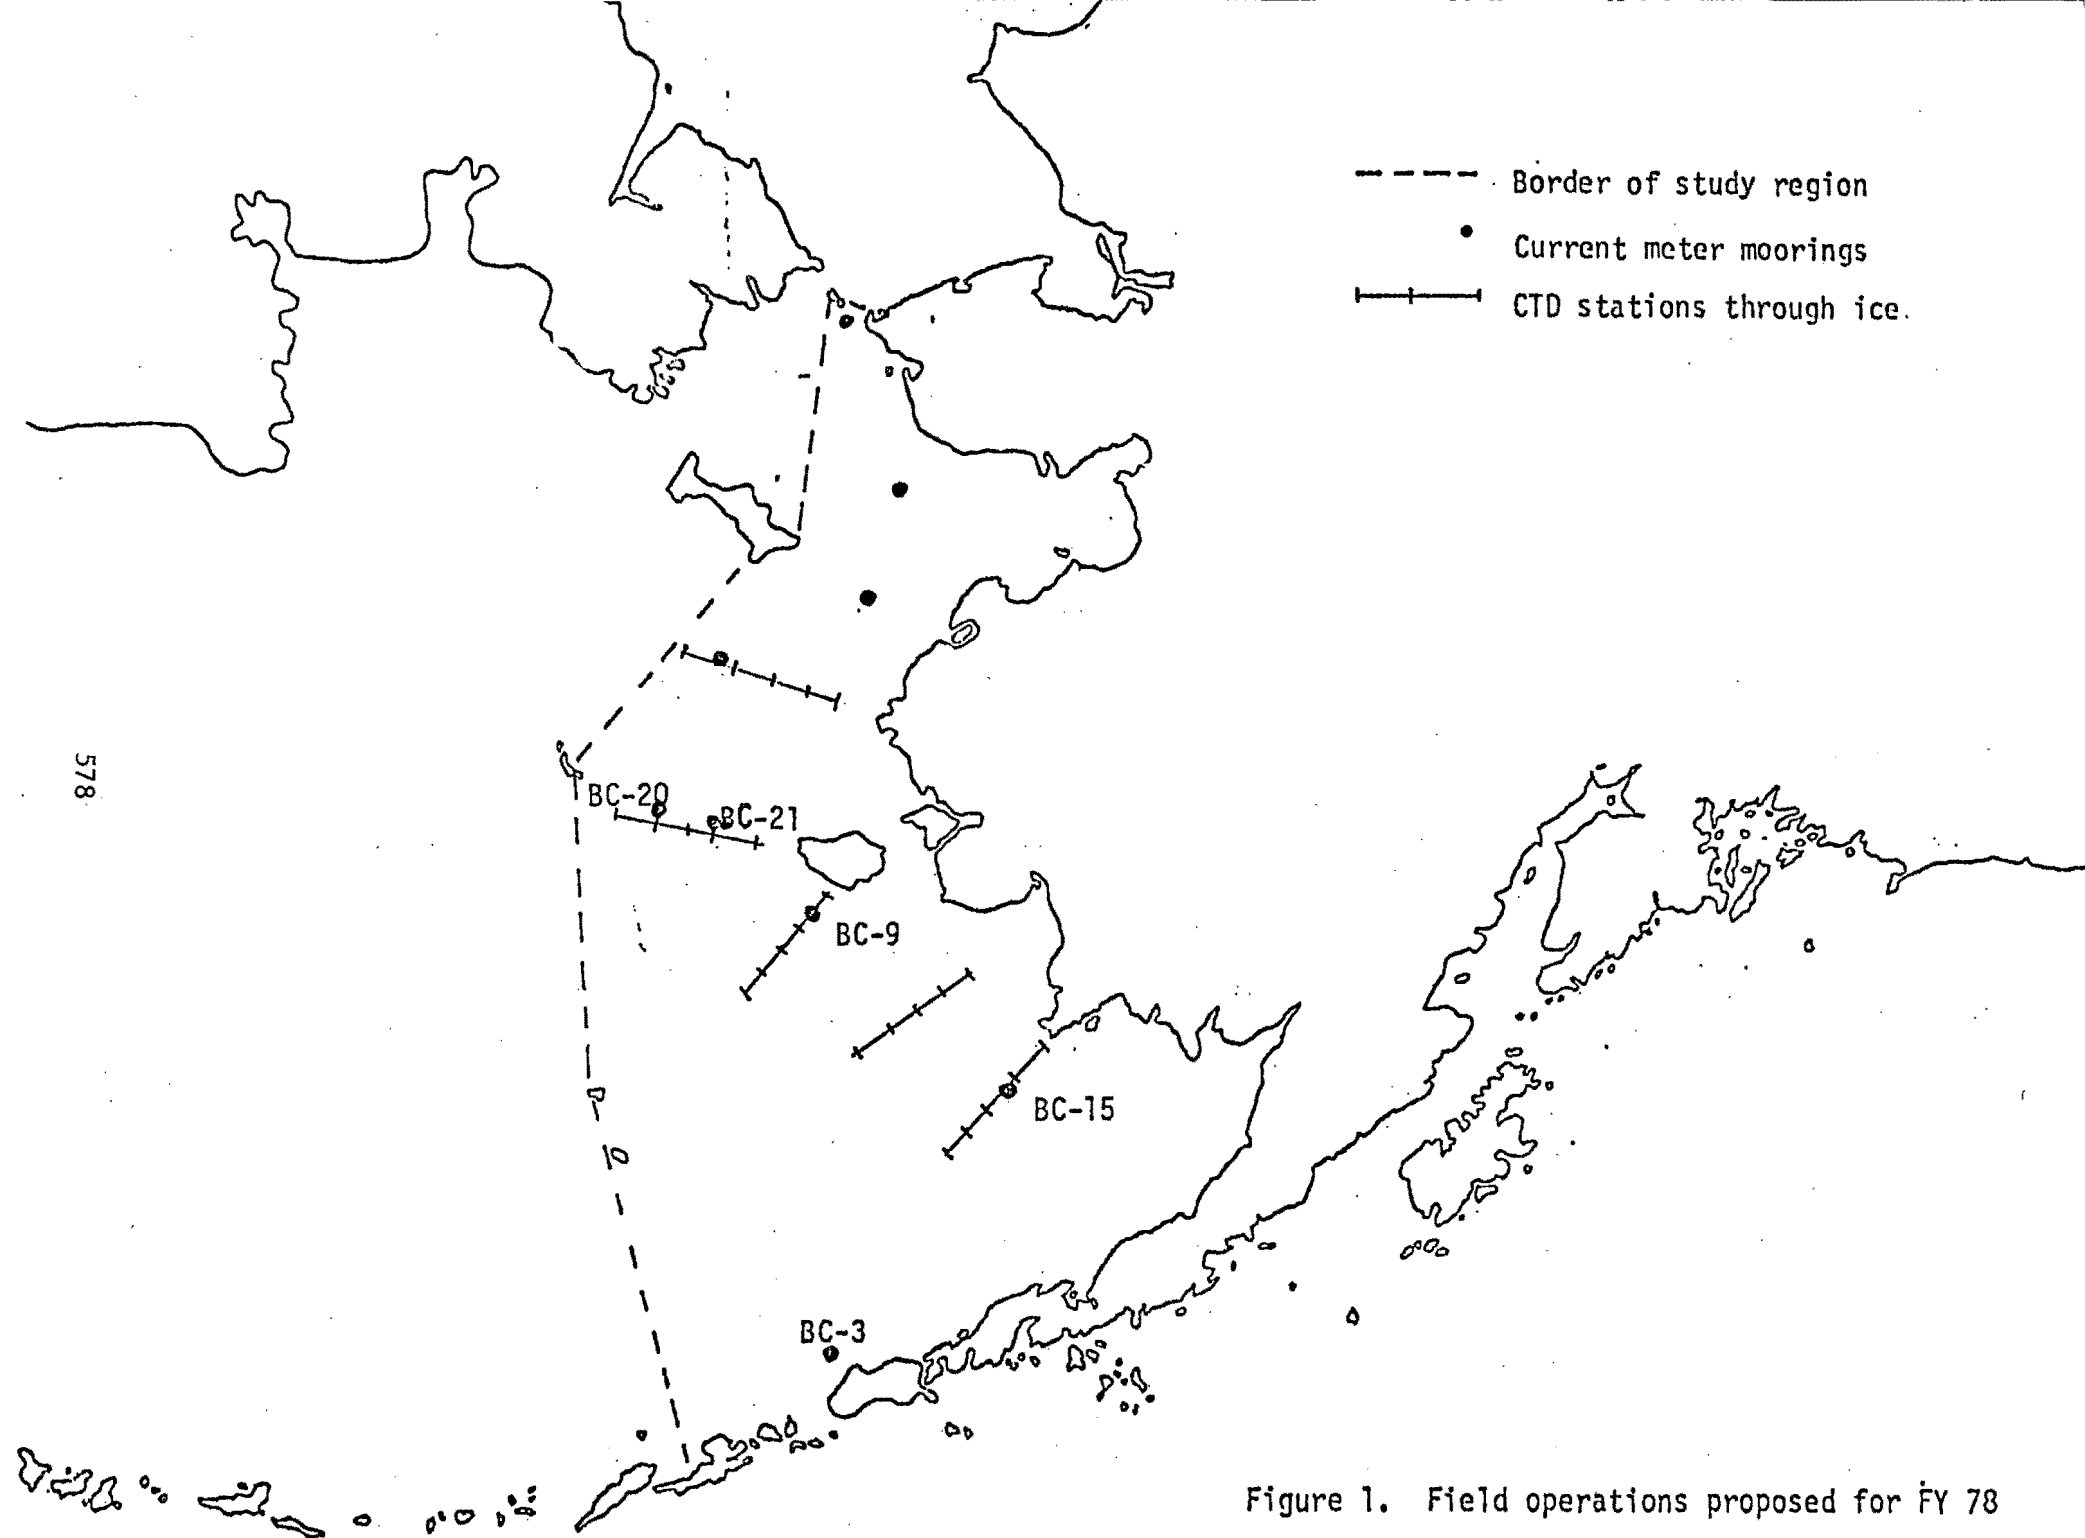 Border of study region
Current meter moorings
CTD stations through ice.
578
BC-20
BC-21
BC-9
BC-15
BC-3
Figure 1. Field operations proposed for FY 78